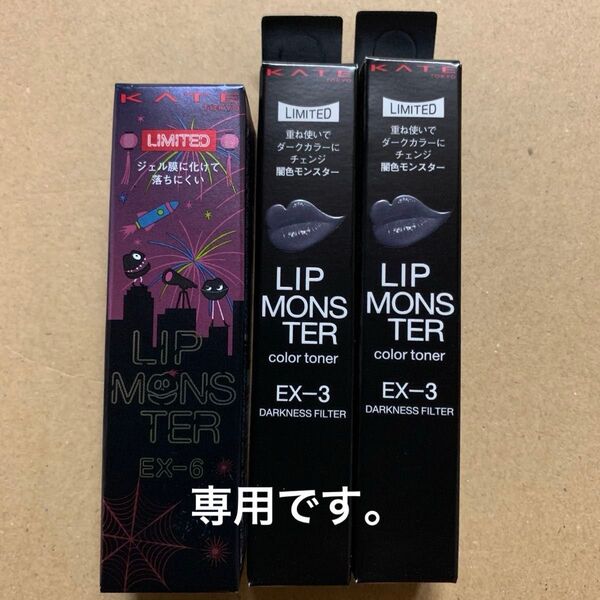 KATE
TOKYO
LIMITED
ジェル膜に化けて
落ちにくい
LIP
MONS
TER
EX-6
KATE
TOKYO
LIMITED
重ね使いで
ダークカラーに
チェンジ
闇色モンスター
LIP
MONS
TER
color toner
EX-3
DARKNESS FILTER
KATE
TOKYO
LIMITED
重ね使いで
ダークカラーに
チェンジ
闇色モンスター
LIP
MONS
TER
color toner
EX-3
DARKNESS FILTER
専用です。